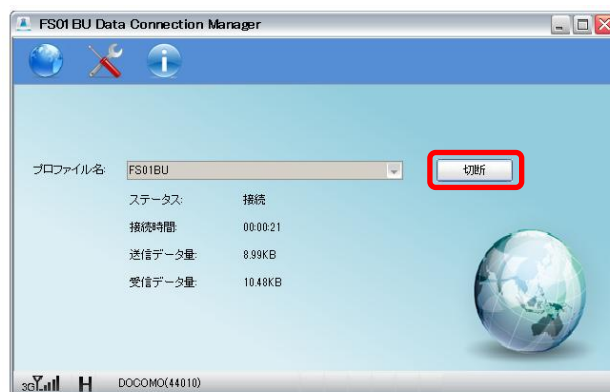 FS01BU Data Connection Manager
プロファイル名: FS01BU 切断
ステータス: 接続
接続時間: 00:00:21
送信データ量: 8.99KB
受信データ量: 10.48KB
3G H DOCOMO(44010)